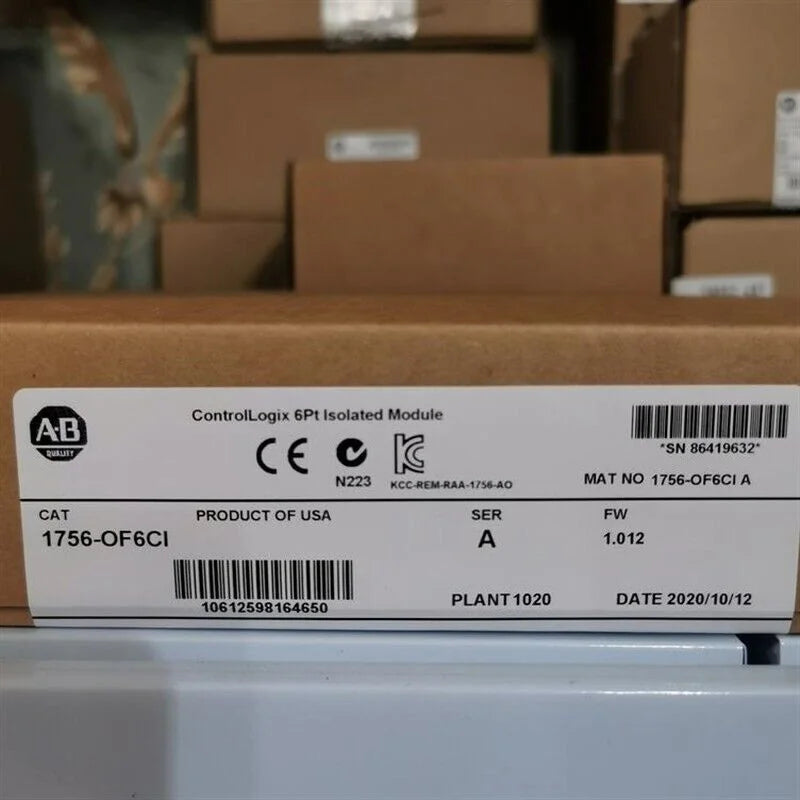 A-B
QUALITY
ControlLogix 6Pt Isolated Module
CE
N223
KCC-REM-RAA-1756-AO
*SN 86419632*
MAT NO 1756-OF6CI A
CAT
1756-OF6CI
PRODUCT OF USA
10612598164650
SER
A
PLANT 1020
FW
1.012
DATE 2020/10/12